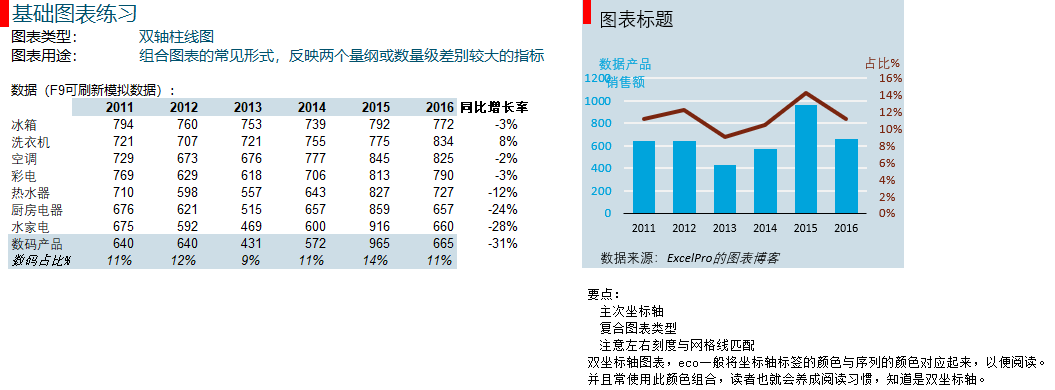 基础图表练习
图表类型： 双轴柱线图
图表用途： 组合图表的常见形式，反映两个量纲或数量级差别较大的指标
数据（F9可刷新模拟数据）：
2011 2012 2013 2014 2015 2016 同比增长率
冰箱 794 760 753 739 792 772 -3%
洗衣机 721 707 721 755 775 834 8%
空调 729 673 676 777 845 825 -2%
彩电 769 629 618 706 813 790 -3%
热水器 710 598 557 643 827 727 -12%
厨房电器 676 621 515 657 859 657 -24%
水家电 675 592 469 600 916 660 -28%
数码产品 640 640 431 572 965 665 -31%
数码占比% 11% 12% 9% 11% 14% 11%
图表标题
数据产品
销售额
占比%
1200
1000
800
600
400
200
0
16%
14%
12%
10%
8%
6%
4%
2%
0%
2011 2012 2013 2014 2015 2016
数据来源：ExcelPro的图表博客
要点：
主次坐标轴
复合图表类型
注意左右刻度与网格线匹配
双坐标轴图表，eco一般将坐标轴标签的颜色与序列的颜色对应起来，以便阅读。
并且常使用此颜色组合，读者也就会养成阅读习惯，知道是双坐标轴。